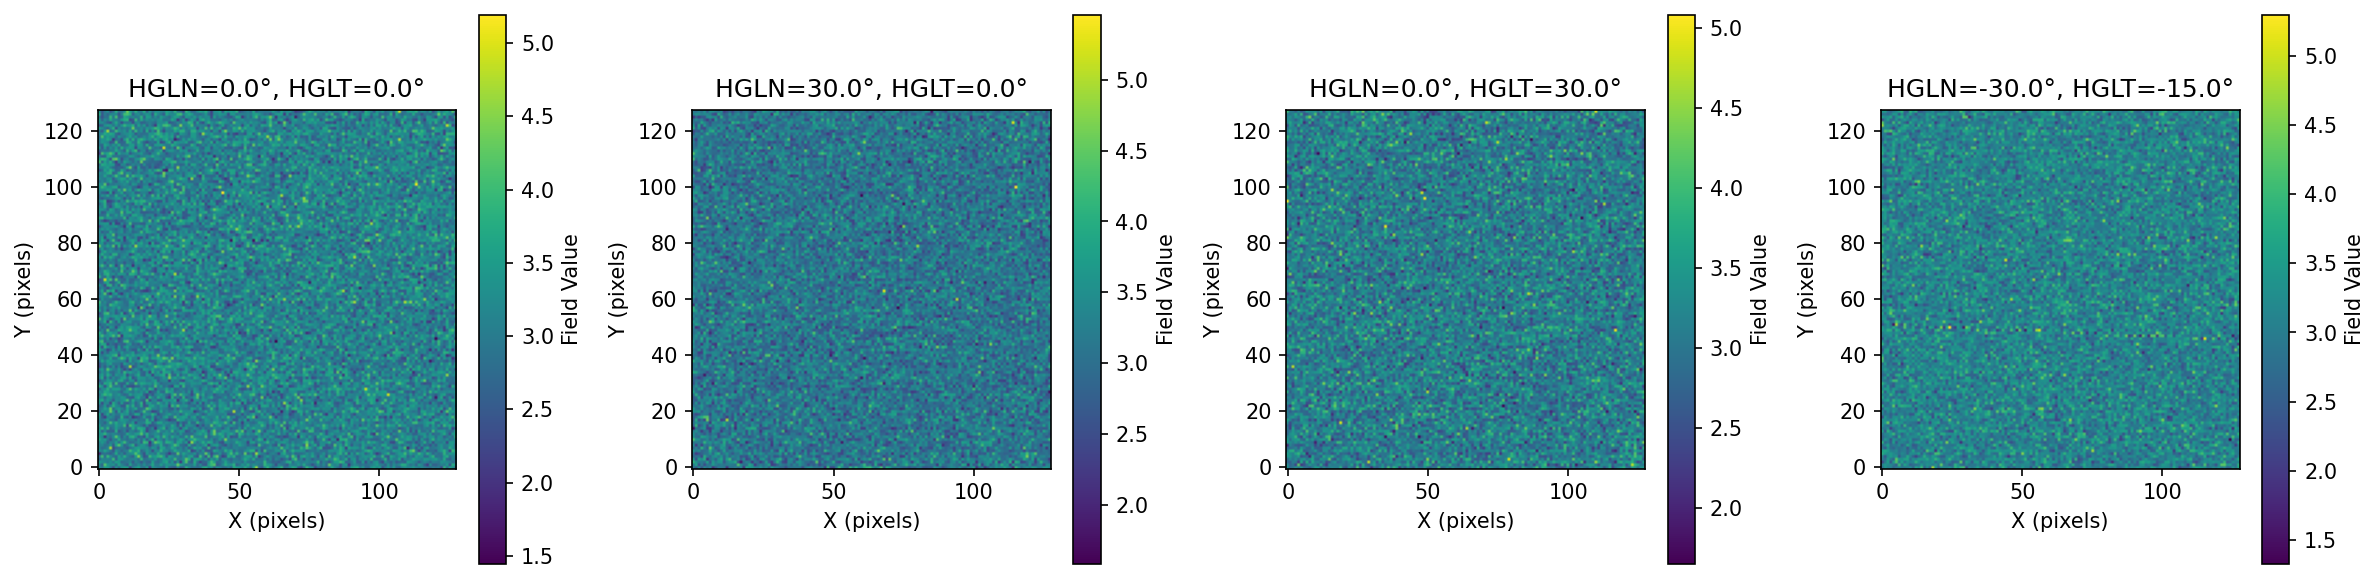 HGLN=0.0°, HGLT=0.0°
120
100
80
60
40
20
0
Y (pixels)
0 50 100
X (pixels)
5.0
4.5
4.0
3.5
3.0
2.5
2.0
1.5
Field Value
HGLN=30.0°, HGLT=0.0°
120
100
80
60
40
20
0
Y (pixels)
0 50 100
X (pixels)
5.0
4.5
4.0
3.5
3.0
2.5
2.0
Field Value
HGLN=0.0°, HGLT=30.0°
120
100
80
60
40
20
0
Y (pixels)
0 50 100
X (pixels)
5.0
4.5
4.0
3.5
3.0
2.5
2.0
Field Value
HGLN=-30.0°, HGLT=-15.0°
120
100
80
60
40
20
0
Y (pixels)
0 50 100
X (pixels)
5.0
4.5
4.0
3.5
3.0
2.5
2.0
1.5
Field Value